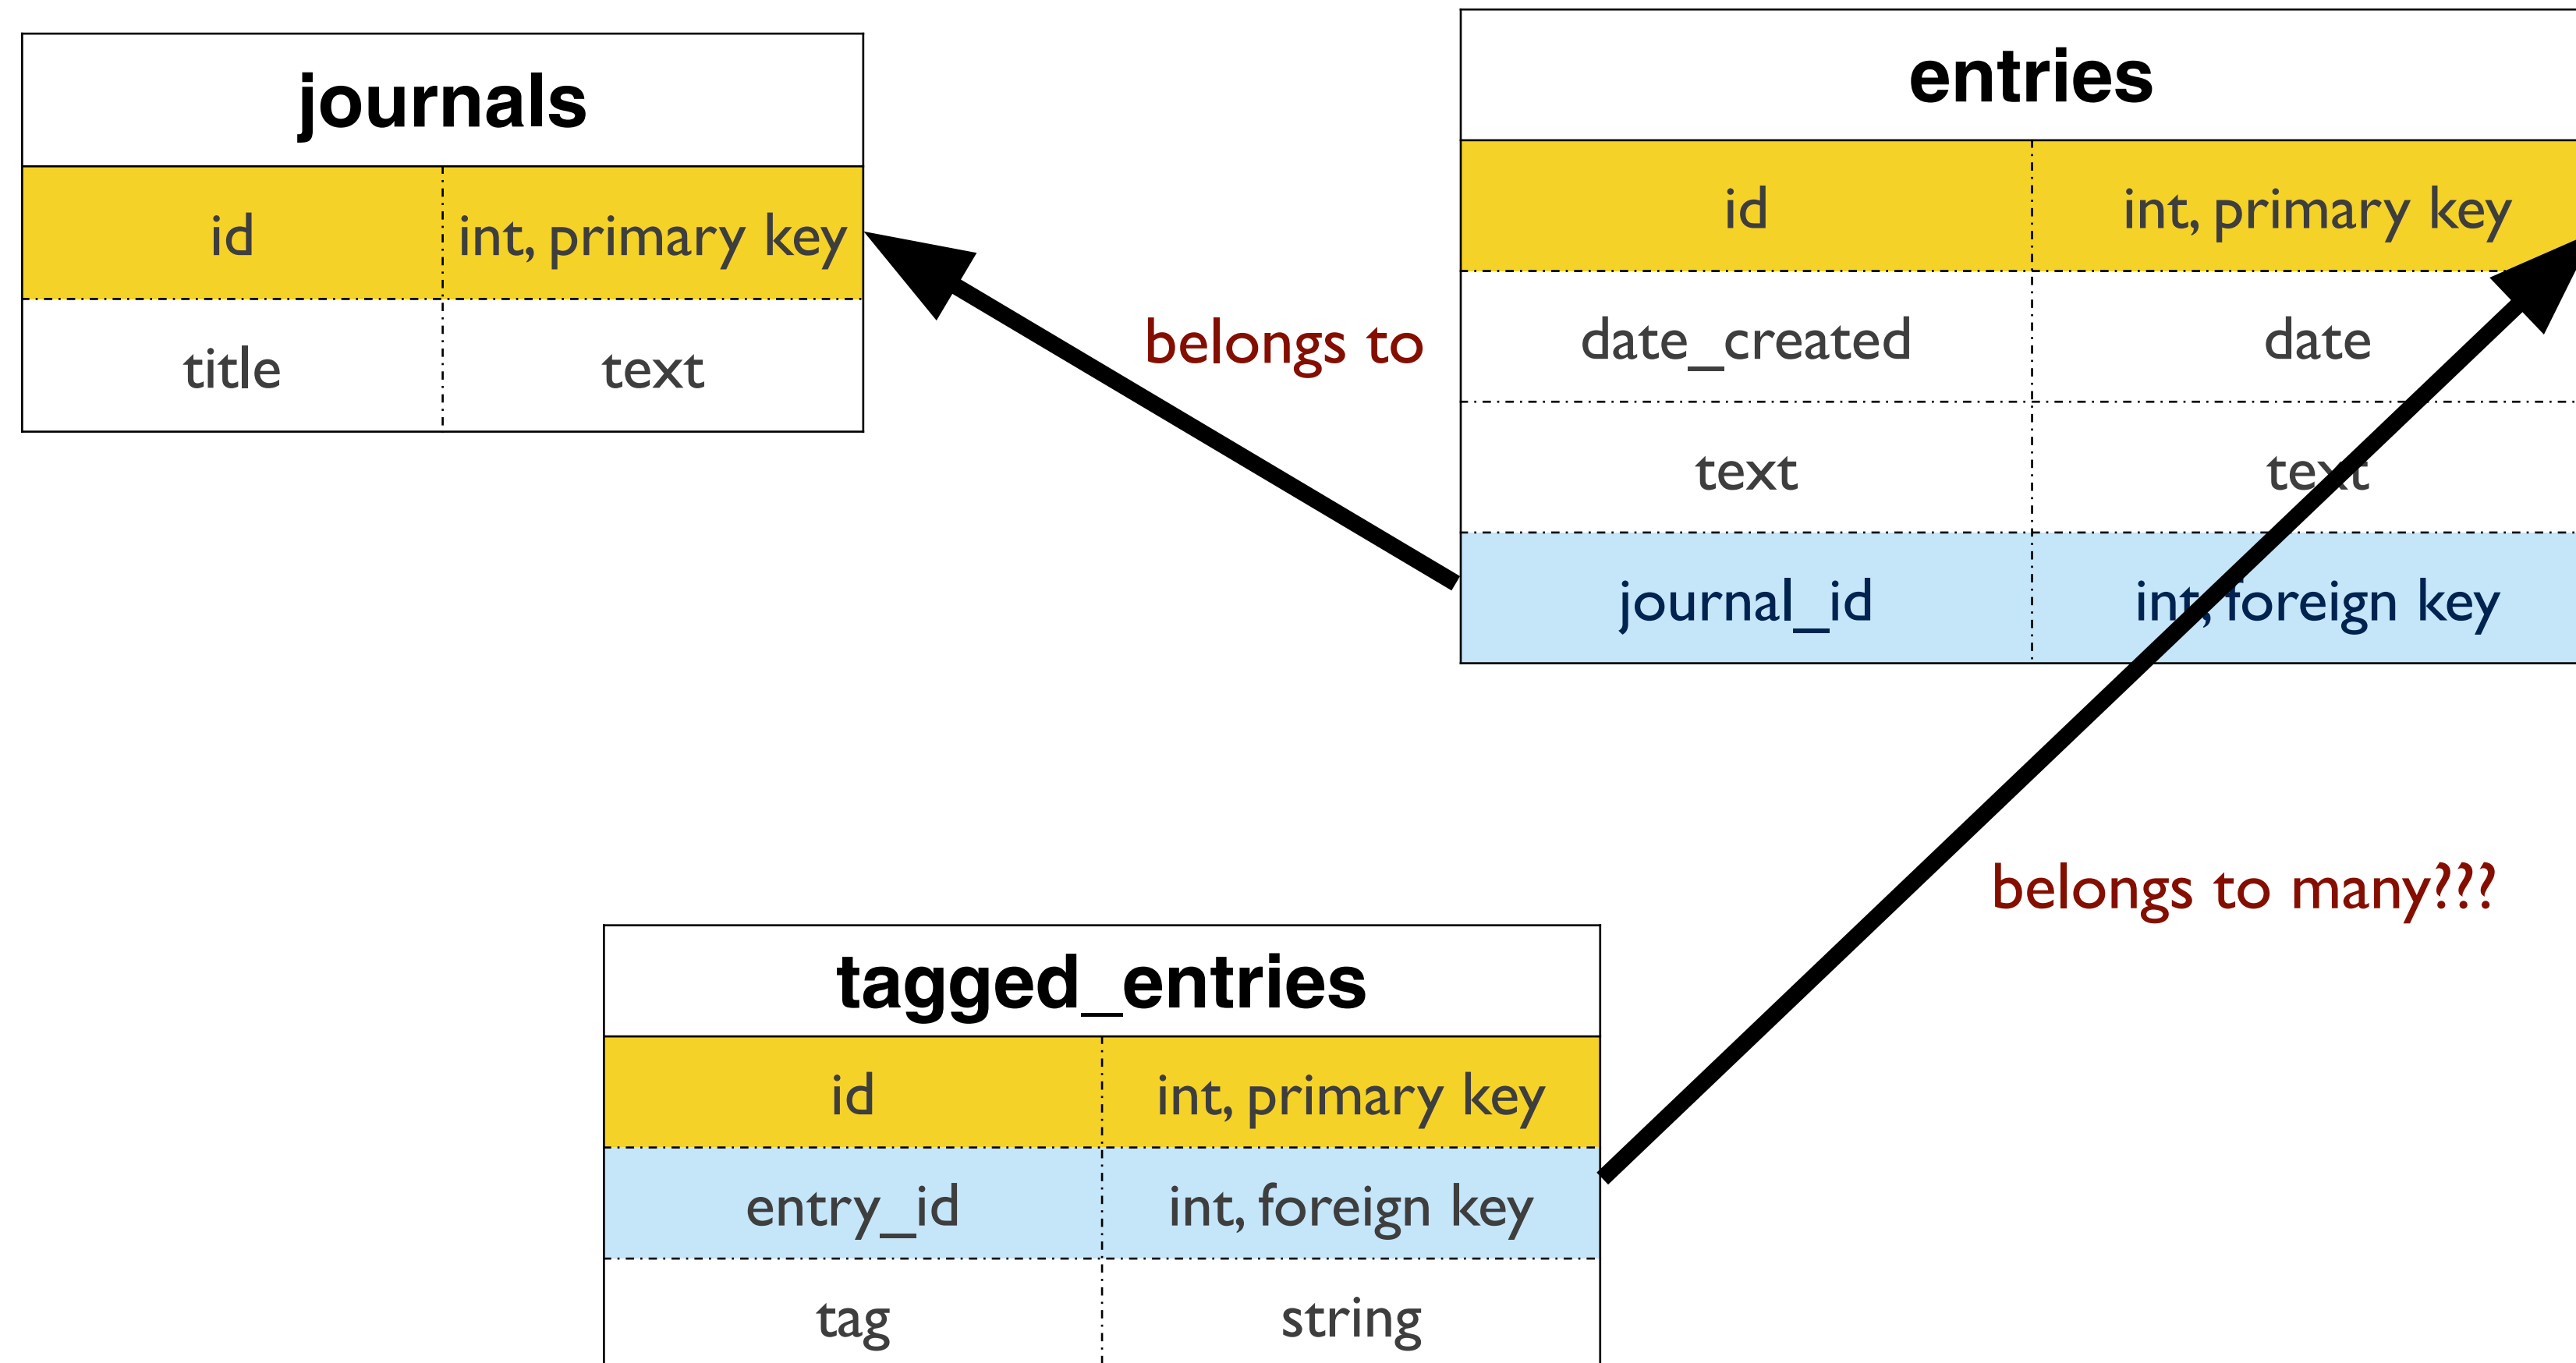 journals
id int, primary key
title text
belongs to
entries
id int, primary key
date_created date
text text
journal_id int, foreign key
belongs to many???
tagged_entries
id int, primary key
entry_id int, foreign key
tag string